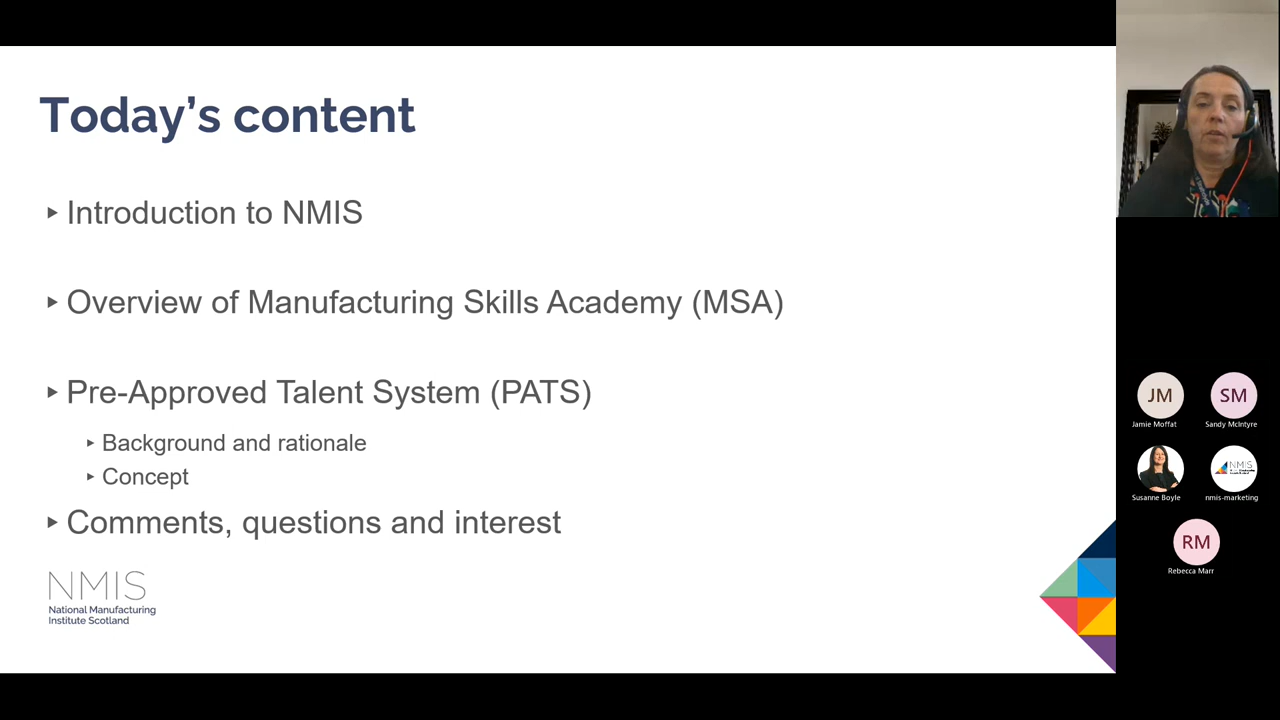 Today's content
Introduction to NMIS
Overview of Manufacturing Skills Academy (MSA)
Pre-Approved Talent System (PATS)
Background and rationale
Concept
Comments, questions and interest
NMIS
National Manufacturing
Institute Scotland
JM
SM
Jamie Moffat
Sandy McIntyre
NMIS
Susanne Boyle
nmis-marketing
RM
Rebecca Marr